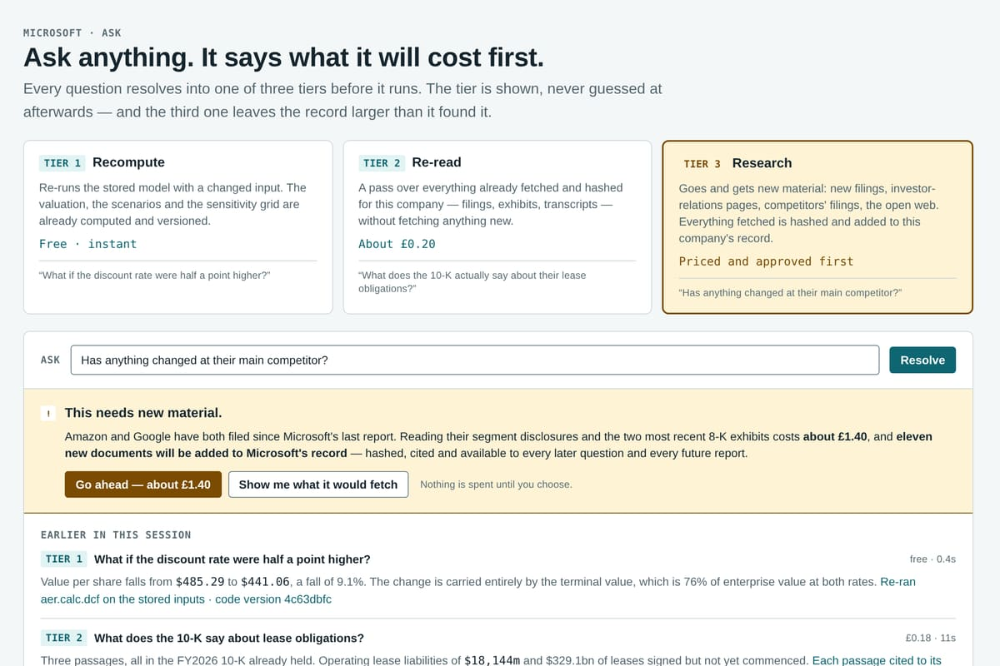 MICROSOFT · ASK
Ask anything. It says what it will cost first.
Every question resolves into one of three tiers before it runs. The tier is shown, never guessed at
afterwards — and the third one leaves the record larger than it found it.
TIER 1 Recompute
Re-runs the stored model with a changed input. The
valuation, the scenarios and the sensitivity grid are
already computed and versioned.
Free · instant
“What if the discount rate were half a point higher?”
TIER 2 Re-read
A pass over everything already fetched and hashed
for this company — filings, exhibits, transcripts —
without fetching anything new.
About £0.20
“What does the 10-K actually say about their lease
obligations?”
TIER 3 Research
Goes and gets new material: new filings, investor-
relations pages, competitors' filings, the open web.
Everything fetched is hashed and added to this
company's record.
Priced and approved first
“Has anything changed at their main competitor?”
ASK Has anything changed at their main competitor? Resolve
! This needs new material.
Amazon and Google have both filed since Microsoft's last report. Reading their segment disclosures and the two most recent 8-K exhibits costs about £1.40, and eleven
new documents will be added to Microsoft's record — hashed, cited and available to every later question and every future report.
Go ahead — about £1.40 Show me what it would fetch Nothing is spent until you choose.
EARLIER IN THIS SESSION
TIER 1 What if the discount rate were half a point higher? free · 0.4s
Value per share falls from $485.29 to $441.06, a fall of 9.1%. The change is carried entirely by the terminal value, which is 76% of enterprise value at both rates. Re-ran
aer.calc.dcf on the stored inputs · code version 4c63dbfc
TIER 2 What does the 10-K say about lease obligations? £0.18 · 11s
Three passages, all in the FY2026 10-K already held. Operating lease liabilities of $18,144m and $329.1bn of leases signed but not yet commenced. Each passage cited to its